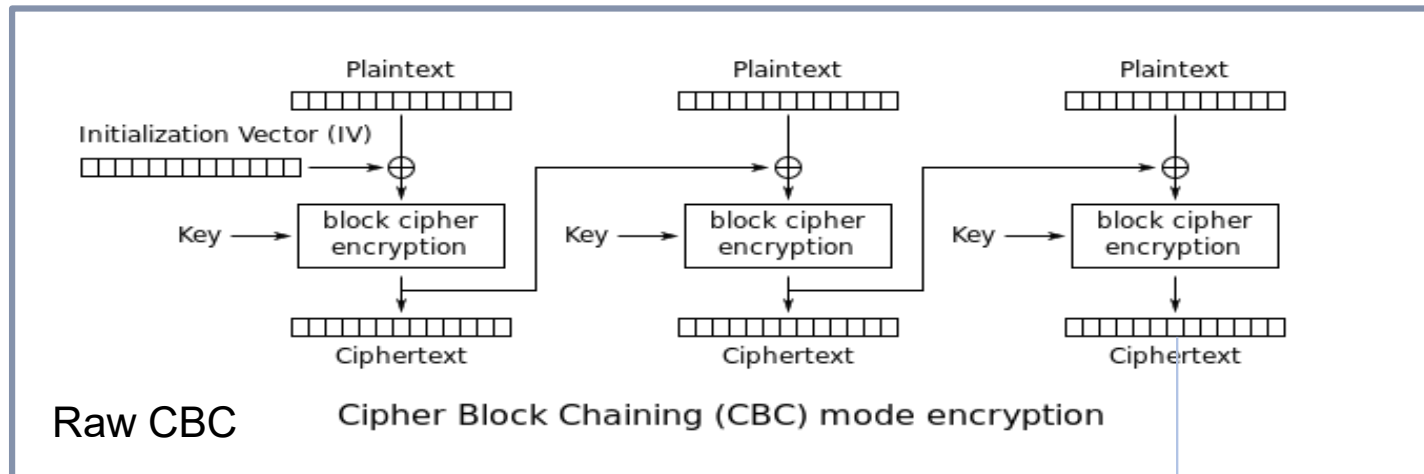 Plaintext Plaintext Plaintext
Initialization Vector (IV)
Key block cipher encryption Key block cipher encryption Key block cipher encryption
Ciphertext Ciphertext Ciphertext
Raw CBC Cipher Block Chaining (CBC) mode encryption